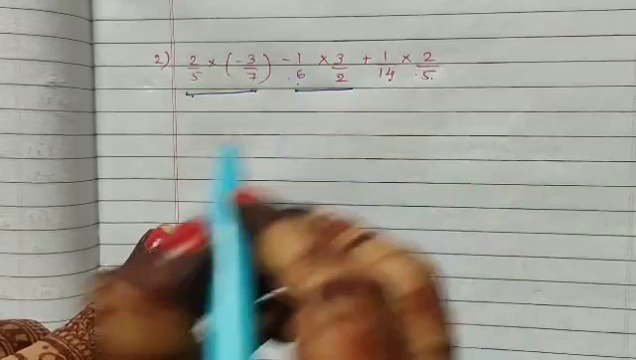 2) 2/5 × (-3/7) - 1/6 × 3/2 + 1/14 × 2/5